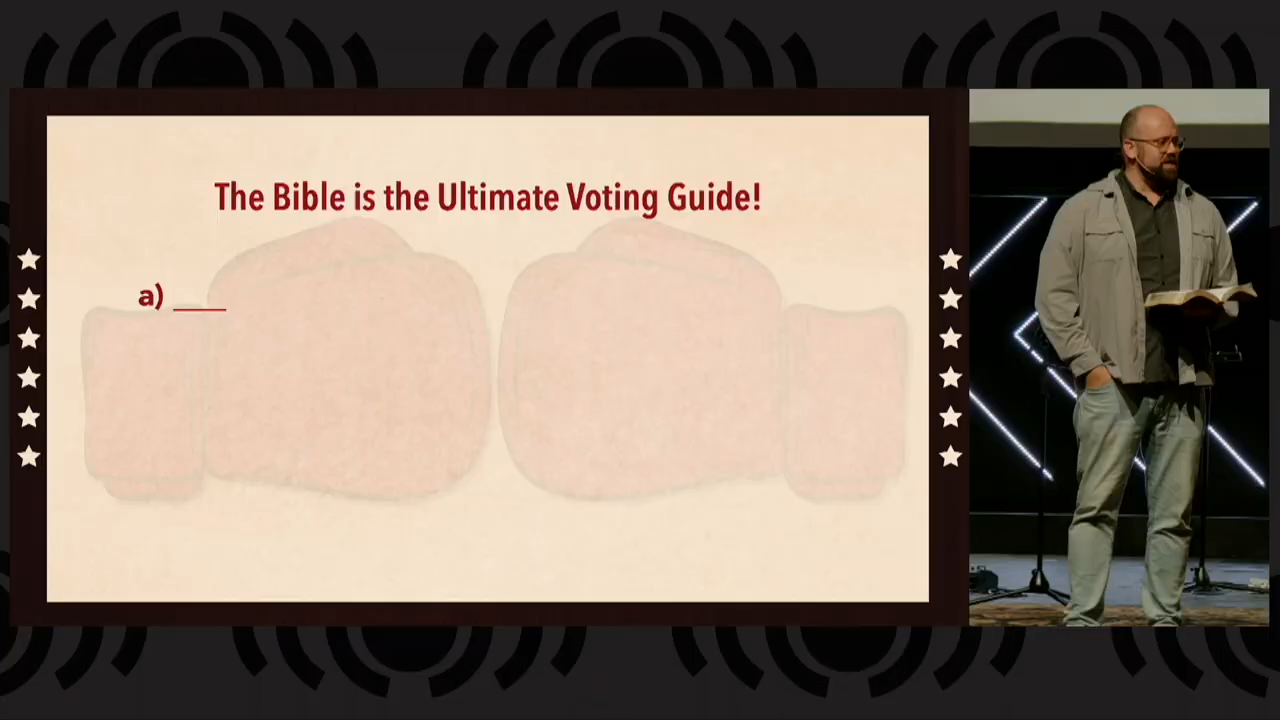 The Bible is the Ultimate Voting Guide!
a) ____